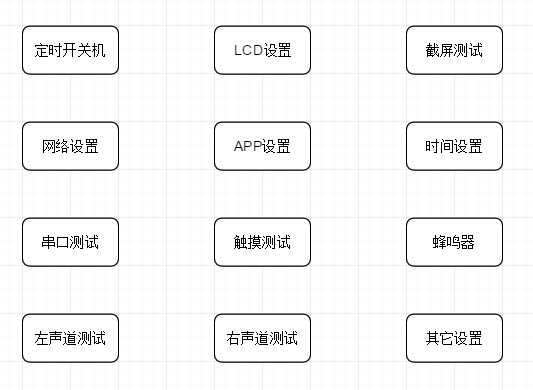 定时开关机
LCD设置
截屏测试
网络设置
APP设置
时间设置
串口测试
触摸测试
蜂鸣器
左声道测试
右声道测试
其它设置